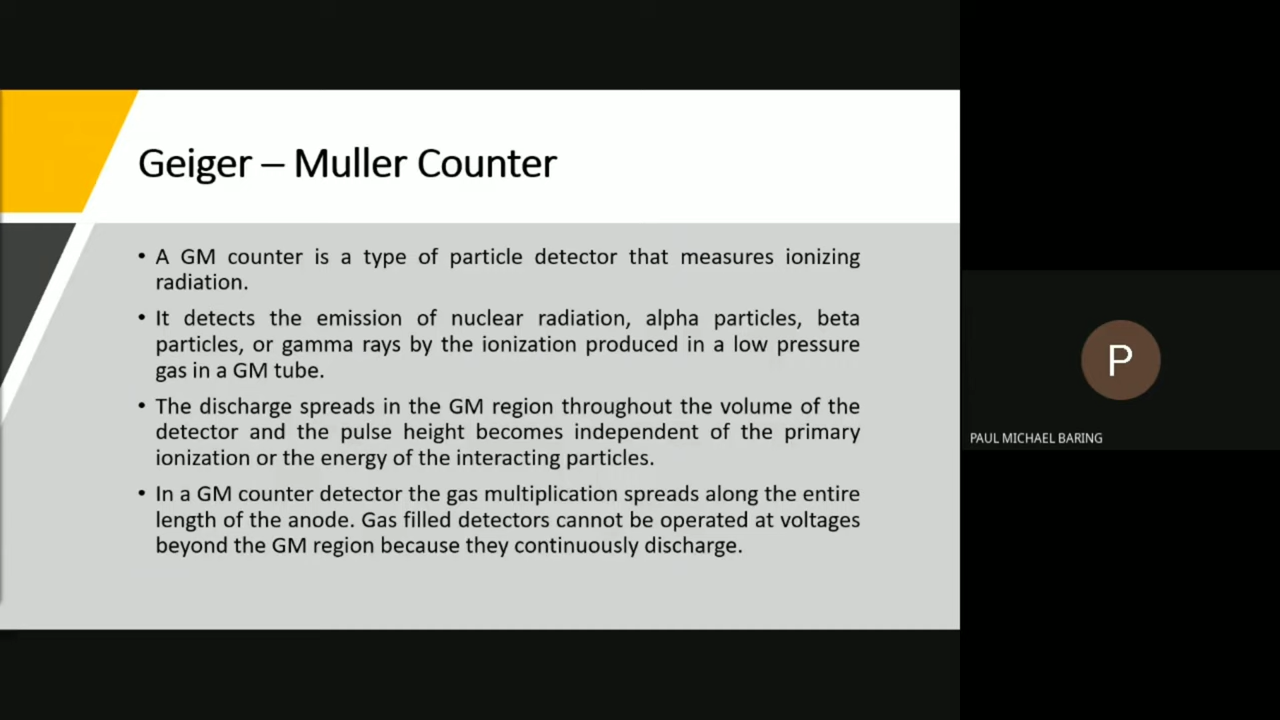 Geiger – Muller Counter
• A GM counter is a type of particle detector that measures ionizing
radiation.
• It detects the emission of nuclear radiation, alpha particles, beta
particles, or gamma rays by the ionization produced in a low pressure
gas in a GM tube.
• The discharge spreads in the GM region throughout the volume of the
detector and the pulse height becomes independent of the primary
ionization or the energy of the interacting particles.
• In a GM counter detector the gas multiplication spreads along the entire
length of the anode. Gas filled detectors cannot be operated at voltages
beyond the GM region because they continuously discharge.
P
PAUL MICHAEL BARING